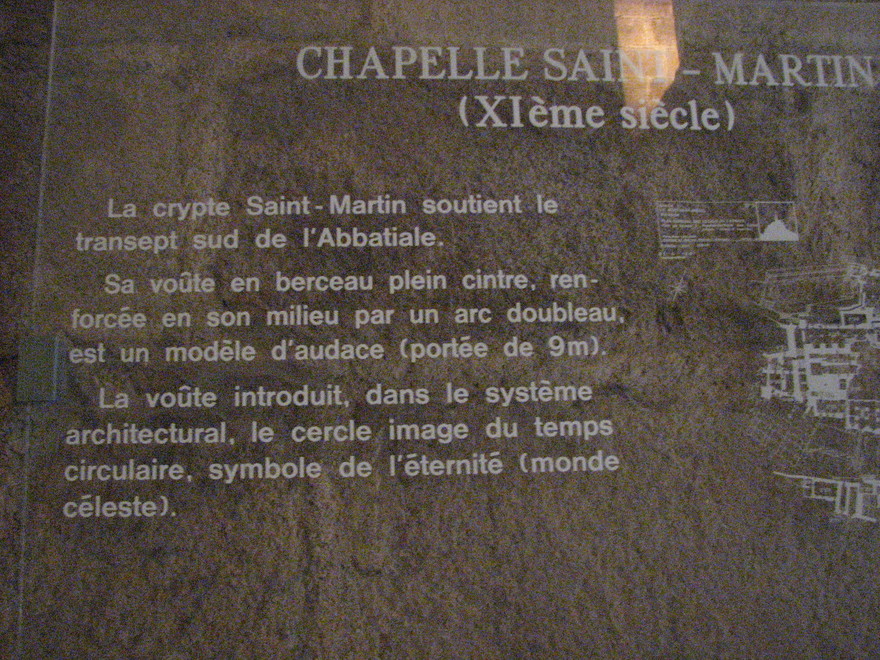 CHAPELLE SAINT-MARTIN
(XIème siècle)
La crypte Saint-Martin soutient le
transept sud de l'Abbatiale.
Sa voûte en berceau plein cintre, ren-
forcée en son milieu par un arc doubleau,
est un modèle d'audace (portée de 9m).
La voûte introduit, dans le système
architectural, le cercle image du temps
circulaire, symbole de l'éternité (monde
céleste).